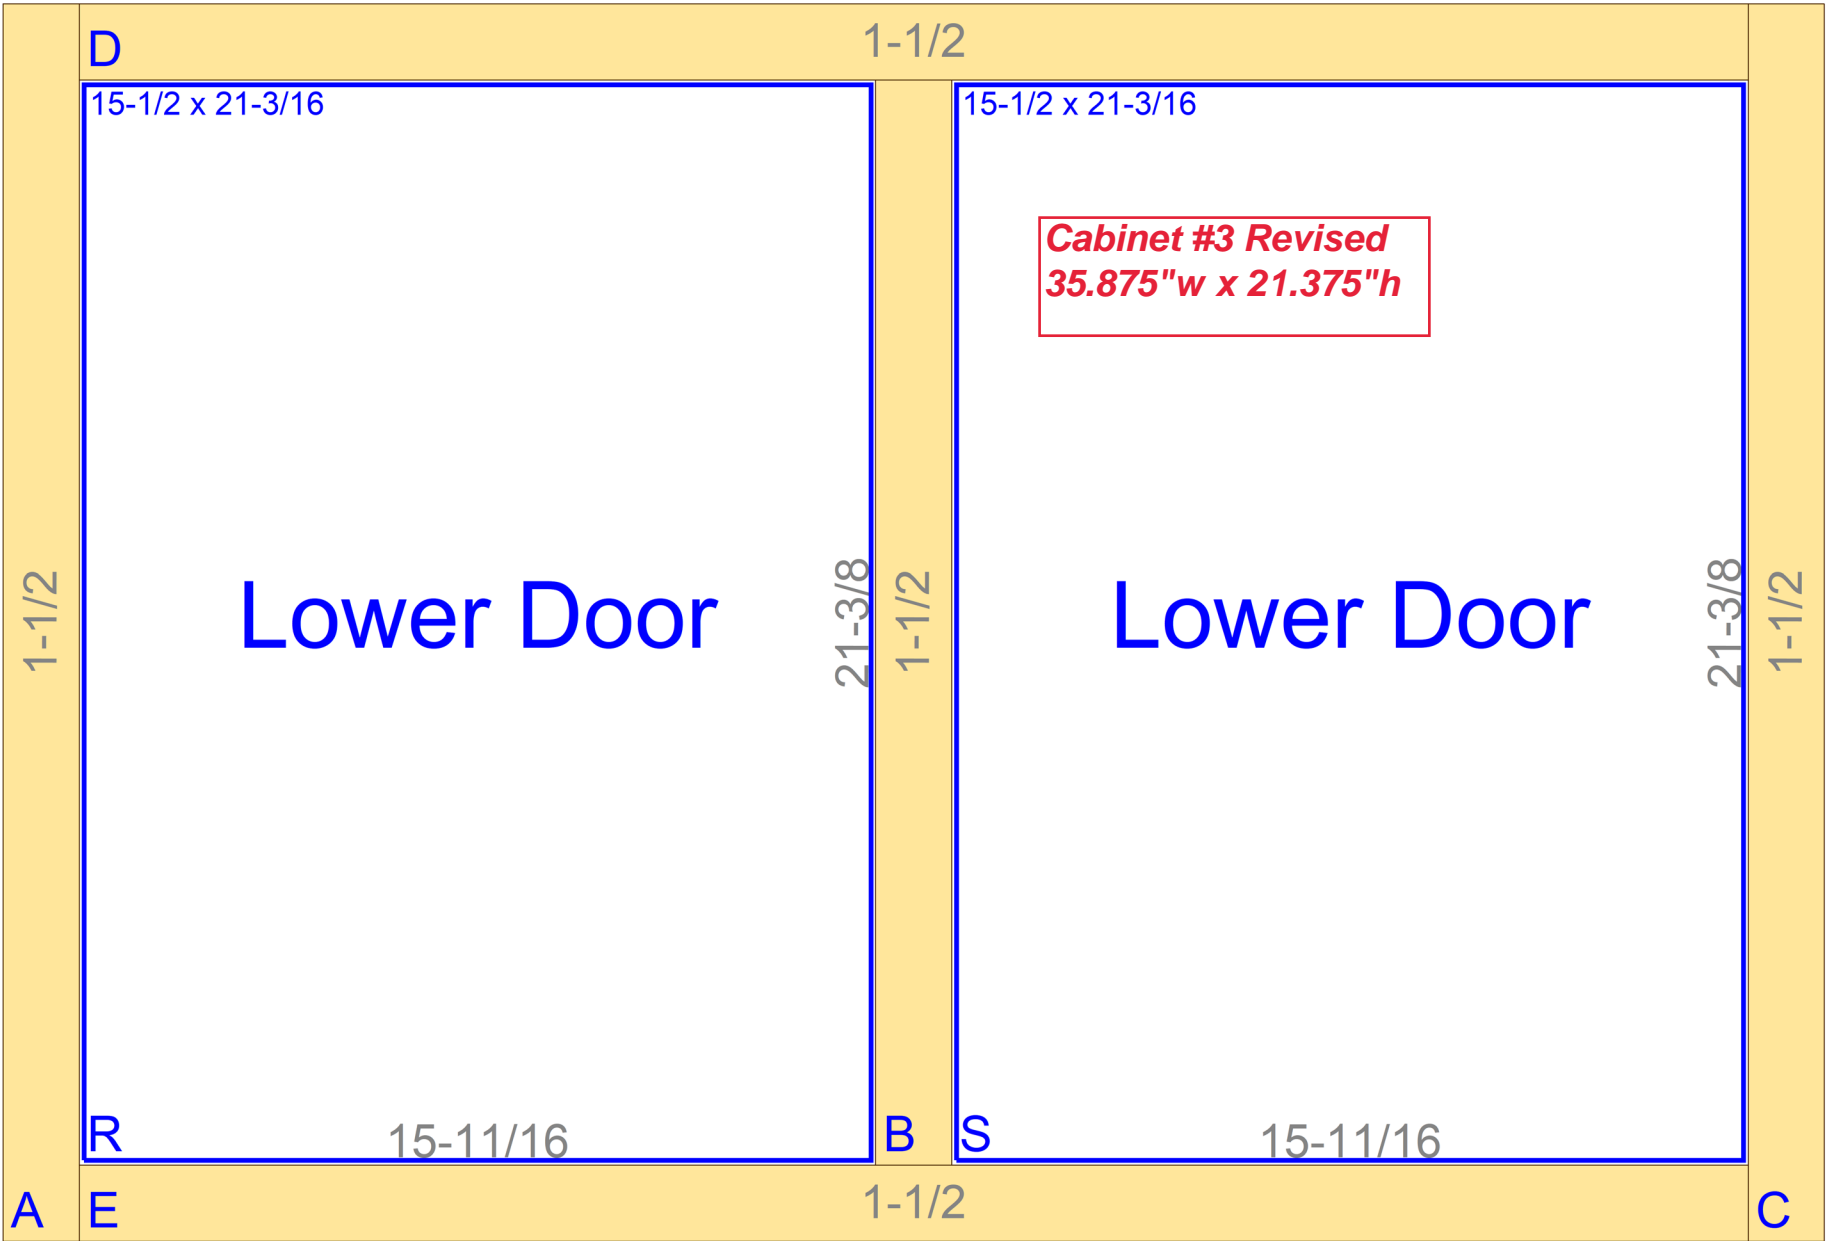 D
1-1/2
15-1/2 x 21-3/16
15-1/2 x 21-3/16
Cabinet #3 Revised
35.875"w x 21.375"h
1-1/2
Lower Door
21-3/8
1-1/2
Lower Door
21-3/8
1-1/2
R
15-11/16
B
S
15-11/16
A
E
1-1/2
C